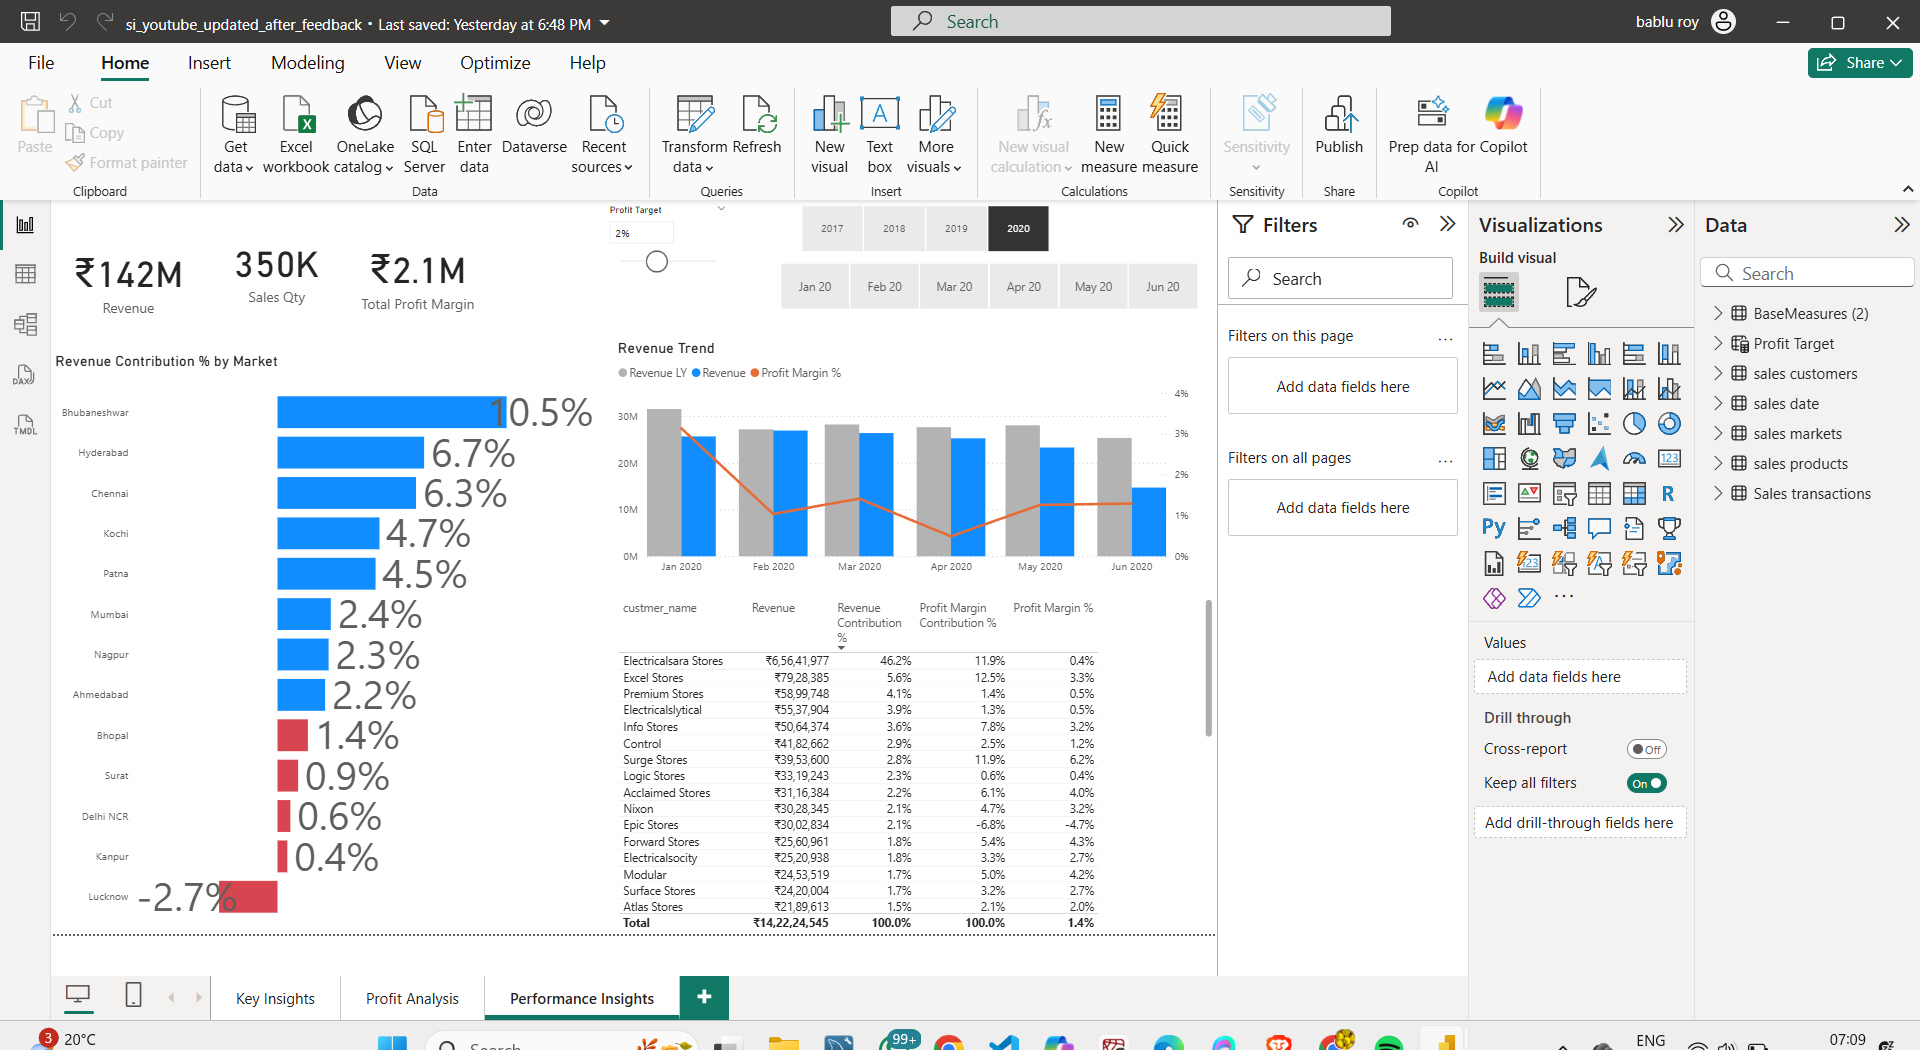 si_youtube_updated_after_feedback • Last saved: Yesterday at 6:48 PM
Search
bablu roy
File Home Insert Modeling View Optimize Help
Share
Paste
Cut
Copy
Format painter
Clipboard
Get data
Excel workbook
OneLake catalog
SQL Server
Enter data
Dataverse
Recent sources
Data
Transform data
Refresh
Queries
New visual
Text box
More visuals
Insert
New visual calculation
New measure
Quick measure
Calculations
Sensitivity
Sensitivity
Publish
Share
Prep data for AI
Copilot
Copilot
DAX
TMDL
₹142M
Revenue
350K
Sales Qty
₹2.1M
Total Profit Margin
Profit Target
2%
2017 2018 2019 2020
Jan 20 Feb 20 Mar 20 Apr 20 May 20 Jun 20
Revenue Contribution % by Market
Bhubaneshwar 10.5%
Hyderabad 6.7%
Chennai 6.3%
Kochi 4.7%
Patna 4.5%
Mumbai 2.4%
Nagpur 2.3%
Ahmedabad 2.2%
Bhopal 1.4%
Surat 0.9%
Delhi NCR 0.6%
Kanpur 0.4%
Lucknow -2.7%
Revenue Trend
Revenue LY Revenue Profit Margin %
30M
20M
10M
0M
4%
3%
2%
1%
0%
Jan 2020 Feb 2020 Mar 2020 Apr 2020 May 2020 Jun 2020
custmer_name Revenue Revenue Contribution % Profit Margin Contribution % Profit Margin %
Electricalsara Stores ₹6,56,41,977 46.2% 11.9% 0.4%
Excel Stores ₹79,28,385 5.6% 12.5% 3.3%
Premium Stores ₹58,99,748 4.1% 1.4% 0.5%
Electricalslytical ₹55,37,904 3.9% 1.3% 0.5%
Info Stores ₹50,64,374 3.6% 7.8% 3.2%
Control ₹41,82,662 2.9% 2.5% 1.2%
Surge Stores ₹39,53,600 2.8% 11.9% 6.2%
Logic Stores ₹33,19,243 2.3% 0.6% 0.4%
Acclaimed Stores ₹31,16,384 2.2% 6.1% 4.0%
Nixon ₹30,28,345 2.1% 4.7% 3.2%
Epic Stores ₹30,02,834 2.1% -6.8% -4.7%
Forward Stores ₹25,60,961 1.8% 5.4% 4.3%
Electricalsocity ₹25,20,938 1.8% 3.3% 2.7%
Modular ₹24,53,519 1.7% 5.0% 4.2%
Surface Stores ₹24,20,004 1.7% 3.2% 2.7%
Atlas Stores ₹21,89,613 1.5% 2.1% 2.0%
Total ₹14,22,24,545 100.0% 100.0% 1.4%
Filters
Search
Filters on this page ...
Add data fields here
Filters on all pages ...
Add data fields here
Visualizations
Build visual
123
R
Py
123
...
Values
Add data fields here
Drill through
Cross-report Off
Keep all filters On
Add drill-through fields here
Data
Search
BaseMeasures (2)
Profit Target
sales customers
sales date
sales markets
sales products
Sales transactions
Key Insights Profit Analysis Performance Insights +
3
20°C
Search
99+
ENG
07:09